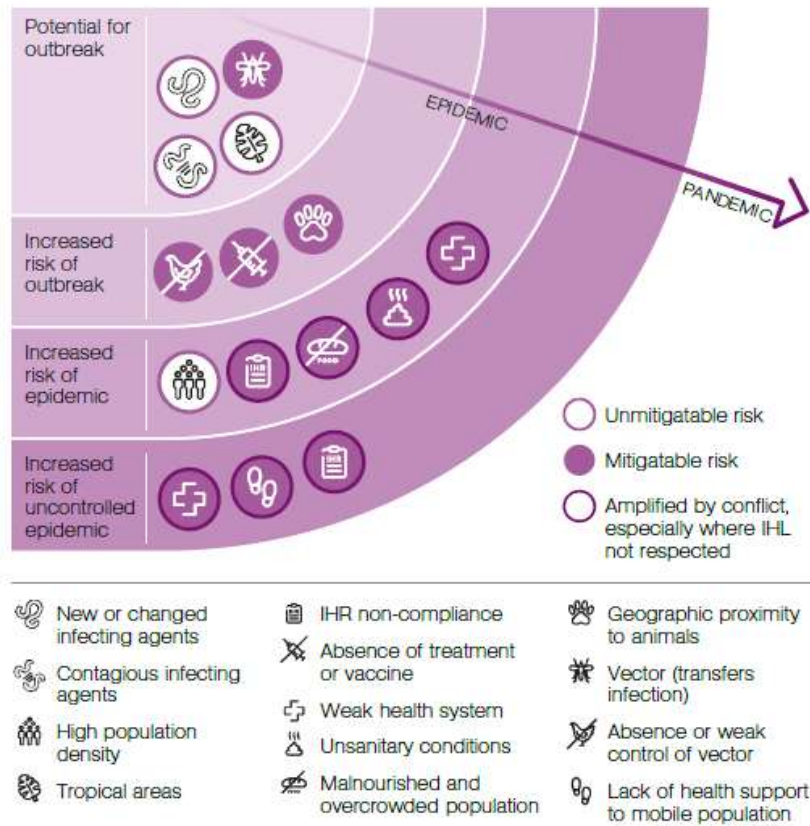 Potential for
outbreak
EPIDEMIC
PANDEMIC
Increased
risk of
outbreak
Increased
risk of
epidemic
IHR
FOOD
Increased
risk of
uncontrolled
epidemic
IHR
Unmitigatable risk
Mitigatable risk
Amplified by conflict,
especially where IHL
not respected
New or changed
infecting agents
Contagious infecting
agents
High population
density
Tropical areas
IHR non-compliance
Absence of treatment
or vaccine
Weak health system
Unsanitary conditions
Malnourished and
overcrowded population
Geographic proximity
to animals
Vector (transfers
infection)
Absence or weak
control of vector
Lack of health support
to mobile population